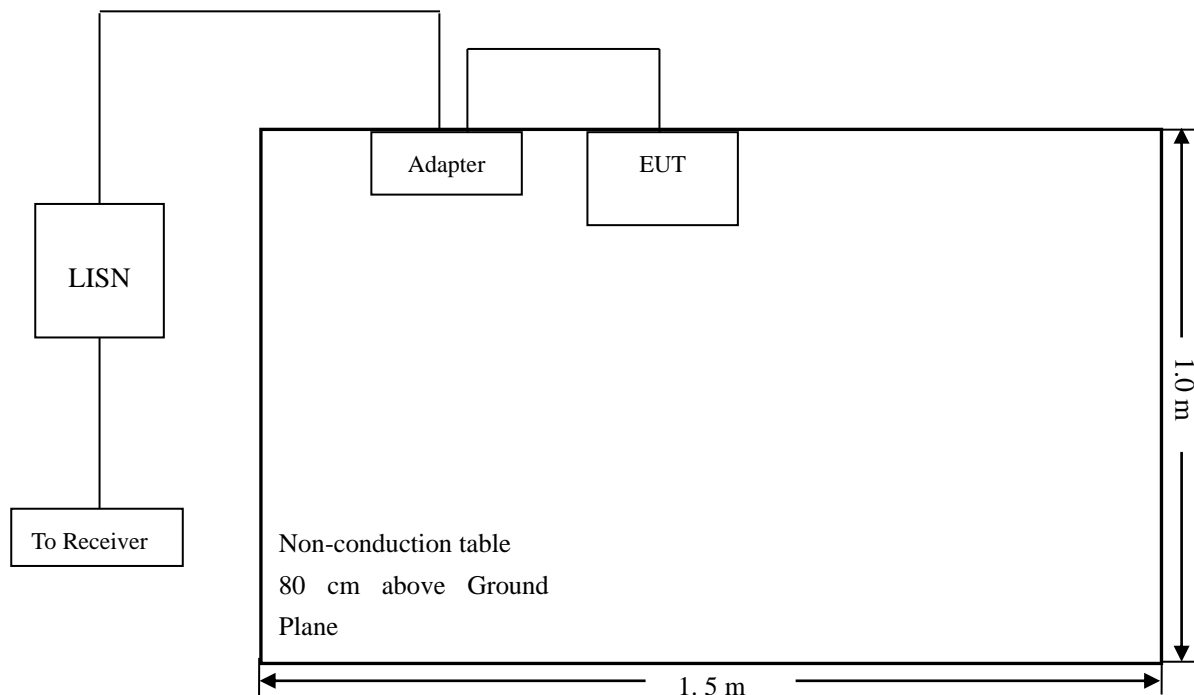 Adapter
EUT
LISN
1.0 m
To Receiver
Non-conduction table
80 cm above Ground
Plane
1. 5 m